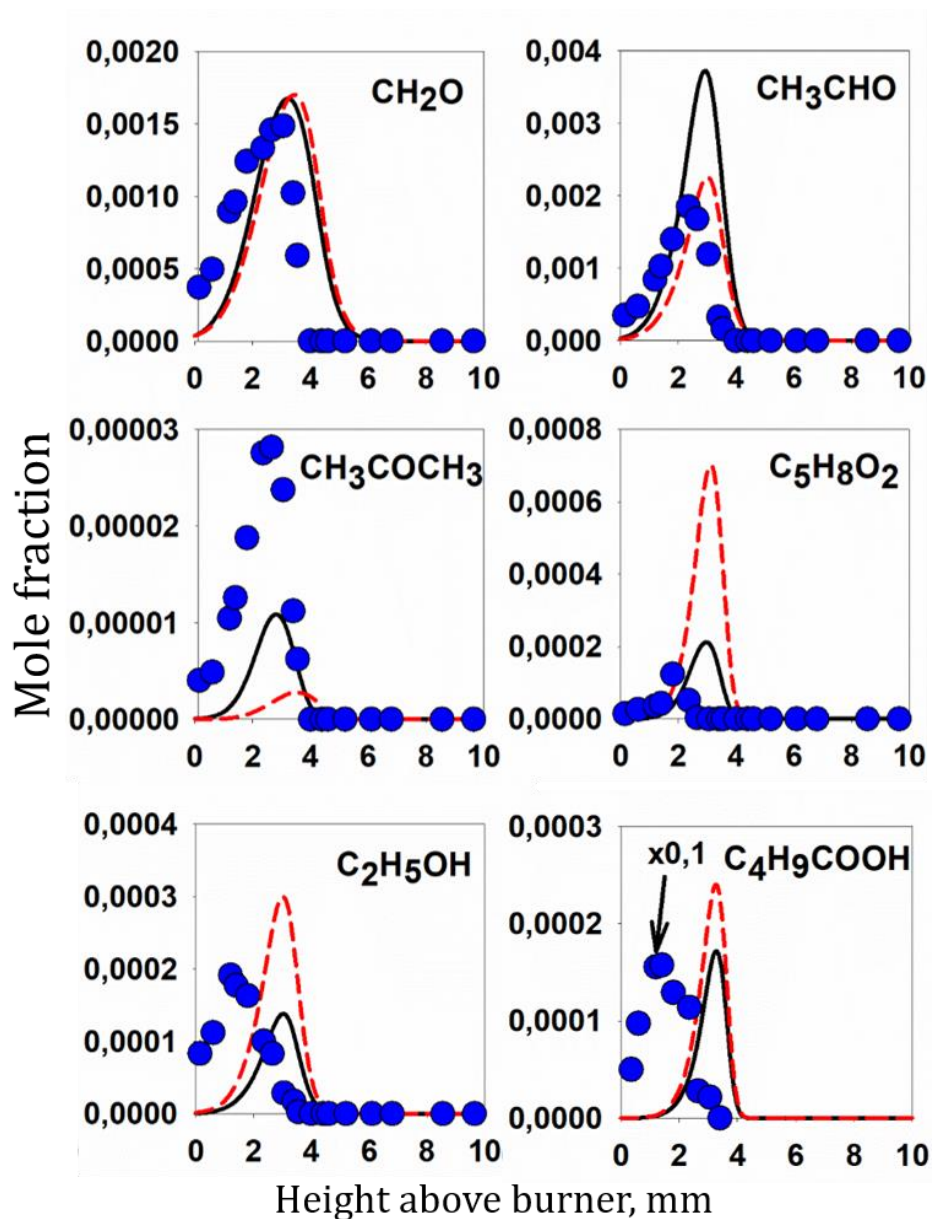 Mole fraction
0,0020
0,0015
0,0010
0,0005
0,0000
CH2O
0 2 4 6 8 10
0,004
0,003
0,002
0,001
0,000
CH3CHO
0 2 4 6 8 10
0,00003
0,00002
0,00001
0,00000
CH3COCH3
0 2 4 6 8 10
0,0008
0,0006
0,0004
0,0002
0,0000
C5H8O2
0 2 4 6 8 10
0,0004
0,0003
0,0002
0,0001
0,0000
C2H5OH
0 2 4 6 8 10
0,0003
0,0002
0,0001
0,0000
x0,1
C4H9COOH
0 2 4 6 8 10
Height above burner, mm